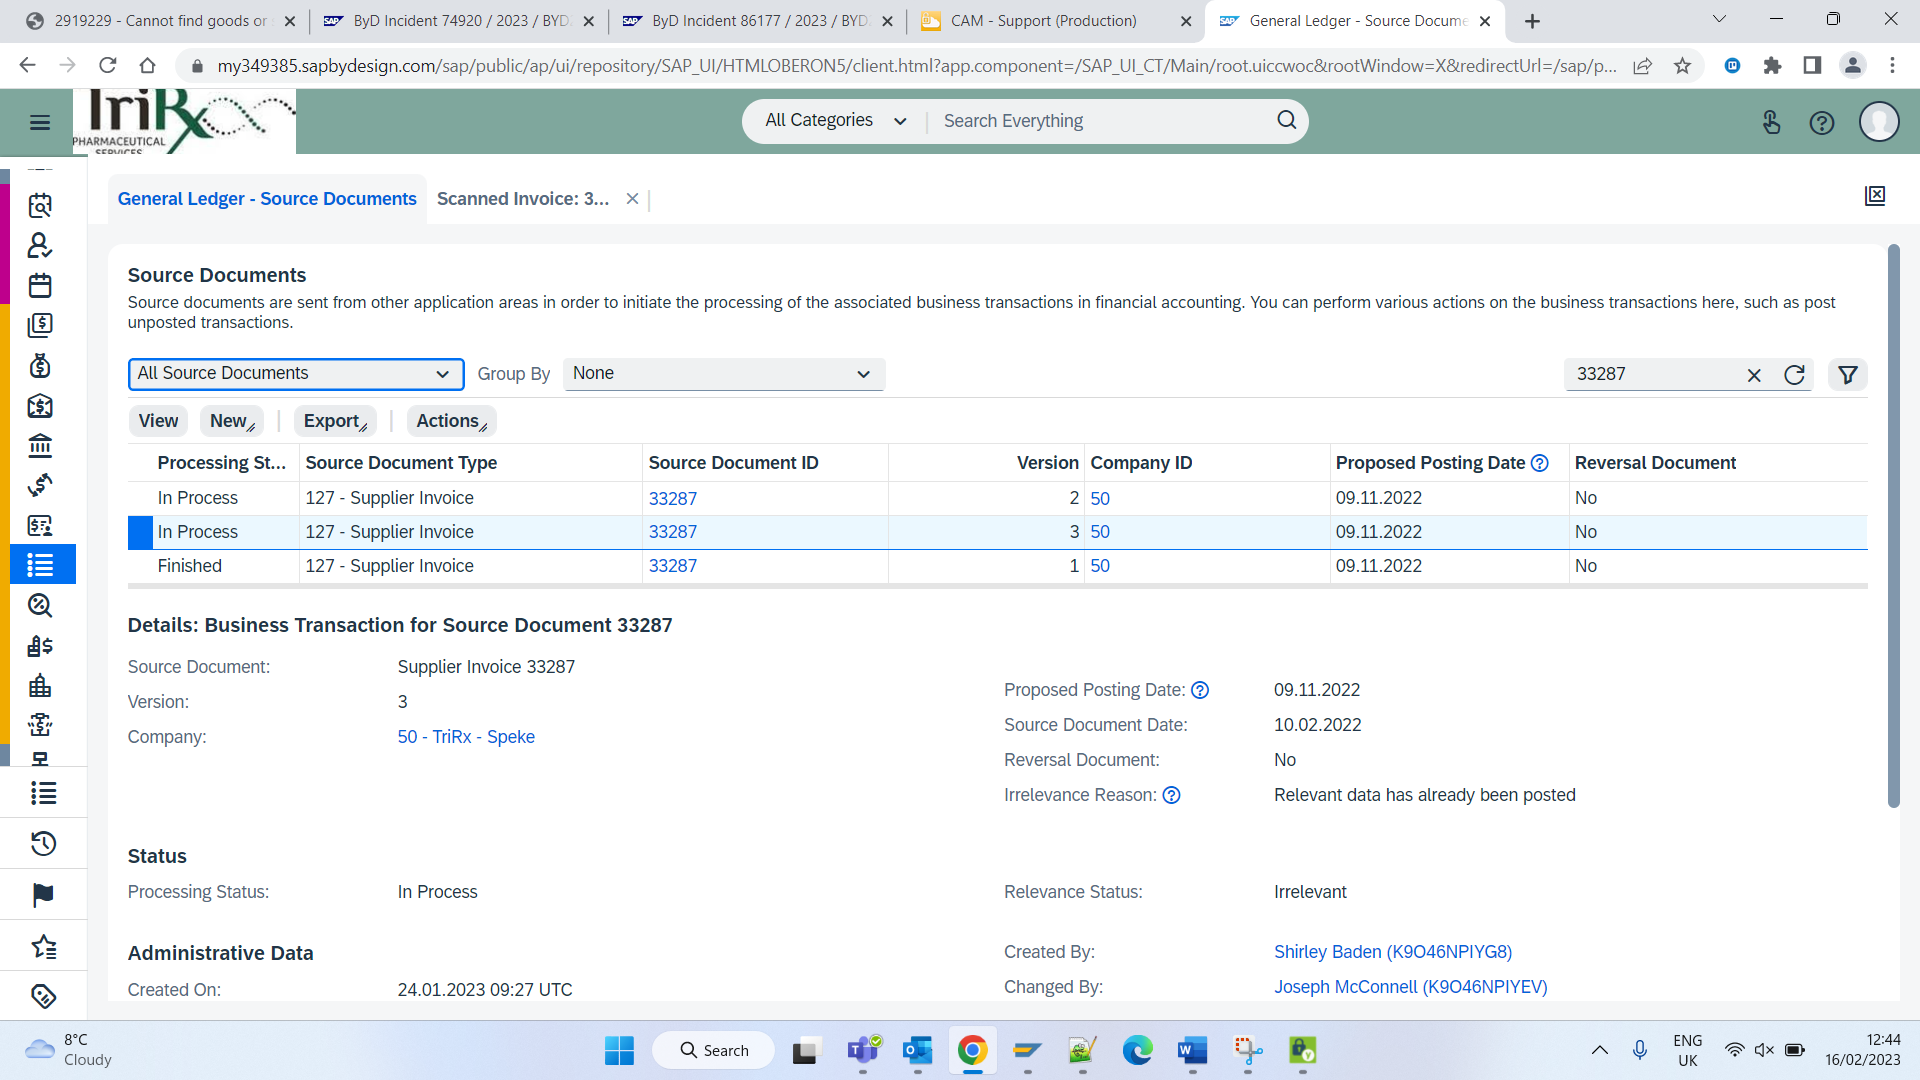 2919229 - Cannot find goods or
ByD Incident 74920 / 2023 / BYD
ByD Incident 86177 / 2023 / BYD
CAM - Support (Production)
General Ledger - Source Docume
my349385.sapbydesign.com/sap/public/ap/ui/repository/SAP_UI/HTMLOBERON5/client.html?app.component=/SAP_UI_CT/Main/root.uiccwoc&rootWindow=X&redirectUrl=/sap/p...
TriRx
PHARMACEUTICAL
SERVICES
All Categories
Search Everything
General Ledger - Source Documents
Scanned Invoice: 3...
Source Documents
Source documents are sent from other application areas in order to initiate the processing of the associated business transactions in financial accounting. You can perform various actions on the business transactions here, such as post
unposted transactions.
All Source Documents
Group By
None
33287
View
New
Export
Actions
Processing St... Source Document Type Source Document ID Version Company ID Proposed Posting Date Reversal Document
In Process 127 - Supplier Invoice 33287 2 50 09.11.2022 No
In Process 127 - Supplier Invoice 33287 3 50 09.11.2022 No
Finished 127 - Supplier Invoice 33287 1 50 09.11.2022 No
Details: Business Transaction for Source Document 33287
Source Document: Supplier Invoice 33287
Version: 3
Company: 50 - TriRx - Speke
Proposed Posting Date: 09.11.2022
Source Document Date: 10.02.2022
Reversal Document: No
Irrelevance Reason: Relevant data has already been posted
Status
Processing Status: In Process
Relevance Status: Irrelevant
Administrative Data
Created On: 24.01.2023 09:27 UTC
Created By: Shirley Baden (K9O46NPIYG8)
Changed By: Joseph McConnell (K9O46NPIYEV)
8°C
Cloudy
Search
ENG
UK
12:44
16/02/2023